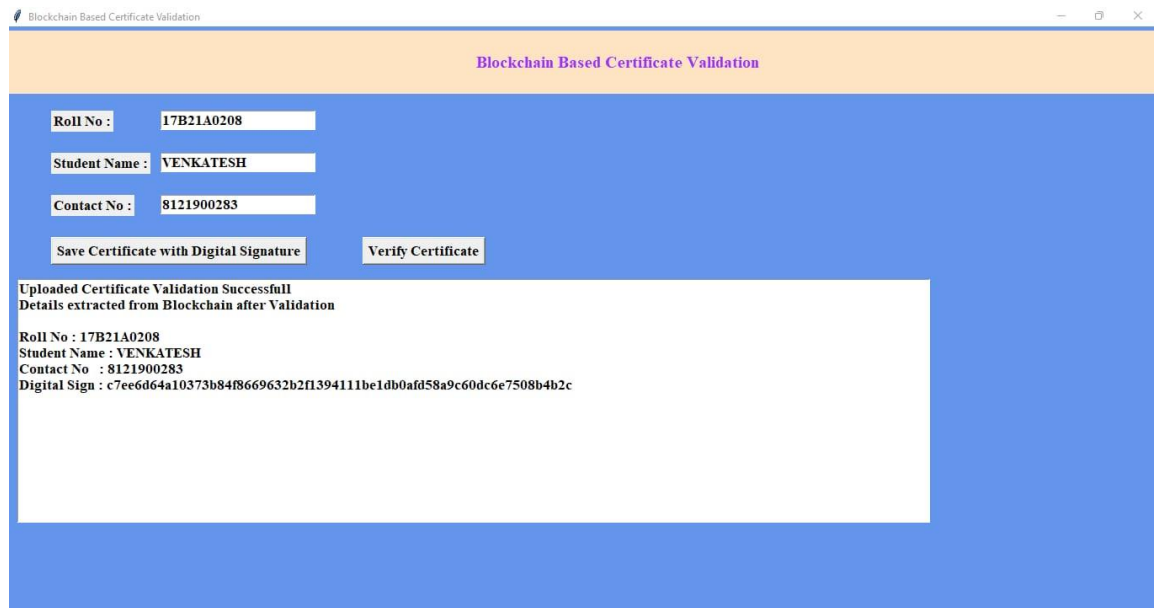 Blockchain Based Certificate Validation
Blockchain Based Certificate Validation
Roll No : 17B21A0208
Student Name : VENKATESH
Contact No : 8121900283
Save Certificate with Digital Signature Verify Certificate
Uploaded Certificate Validation Successfull
Details extracted from Blockchain after Validation
Roll No : 17B21A0208
Student Name : VENKATESH
Contact No : 8121900283
Digital Sign : c7ee6d64a10373b84f8669632b2f1394111be1db0afd58a9c60dc6e7508b4b2c